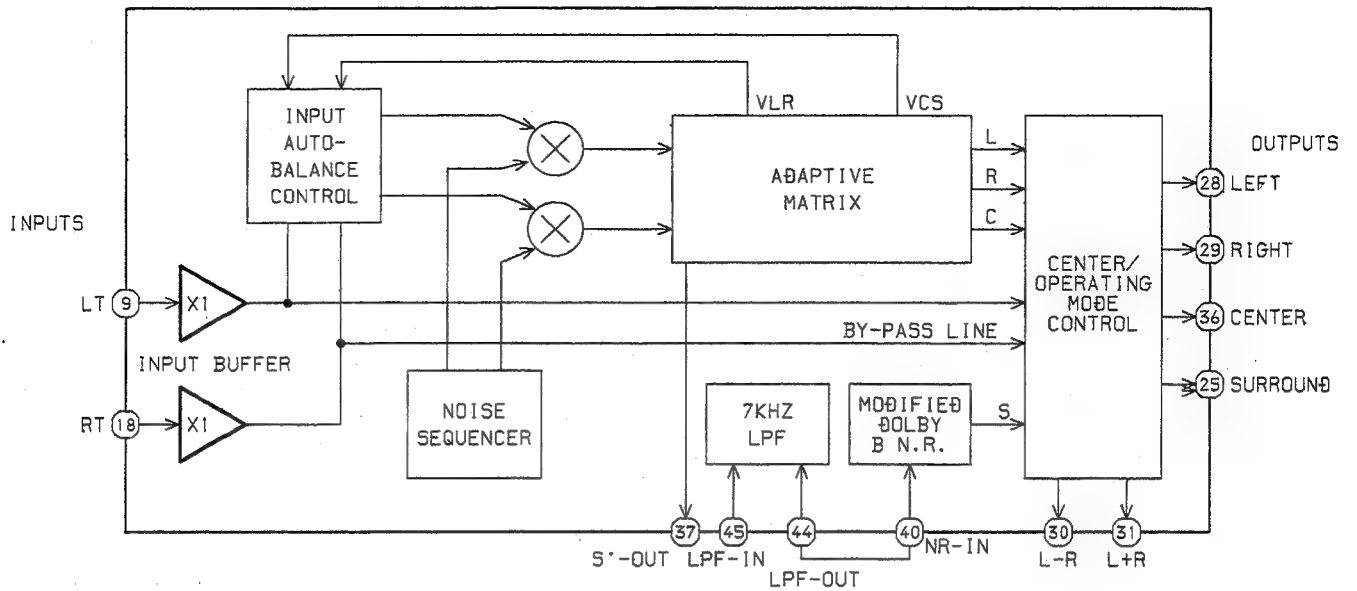 VLR
VCS
INPUT
AUTO-
BALANCE
CONTROL
ADAPTIVE
MATRIX
L
R
C
OUTPUTS
28 LEFT
29 RIGHT
36 CENTER
25 SURROUND
INPUTS
LT 9
X1
INPUT BUFFER
RT 18
X1
BY-PASS LINE
CENTER/
OPERATING
MODE
CONTROL
NOISE
SEQUENCER
7KHZ
LPF
MODIFIED
DOLBY
B N.R.
S
37
45
44
40
NR-IN
30
31
S'-OUT
LPF-IN
LPF-OUT
L-R
L+R